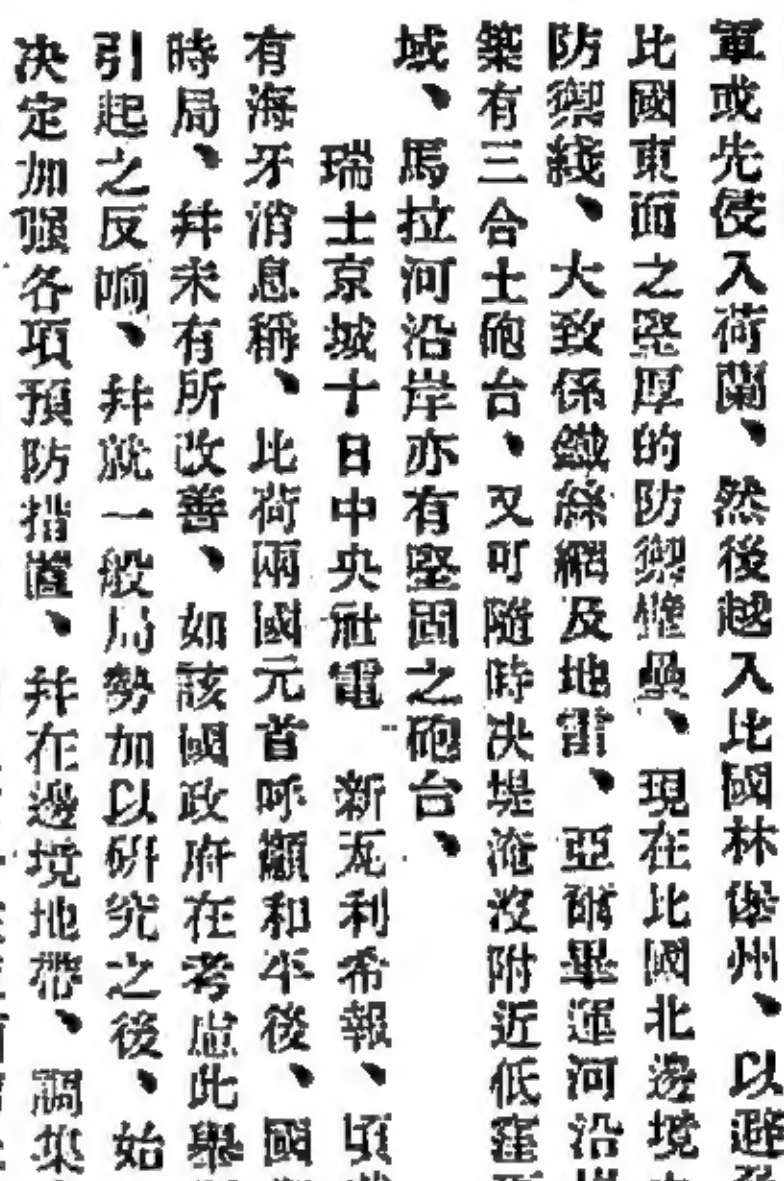 軍或先侵入荷蘭、然後越入比國林堡州、以避
比國東面之堅厚的防禦堡壘、現在比國北邊境
防禦綫、大致係鐵絲網及地雷、亞爾畢運河沿
築有三合土砲台、又可隨時决堤淹沒附近低窪
域、馬拉河沿岸亦有堅固之砲台、
瑞士京城十日中央社電 新瓦利希報、頃
有海牙消息稱、比荷兩國元首呼籲和平後、國
時局、幷未有所改善、如該國政府在考慮此舉
引起之反响、幷就一般局勢加以研究之後、始
决定加强各項預防措置、幷在邊境地帶、調集